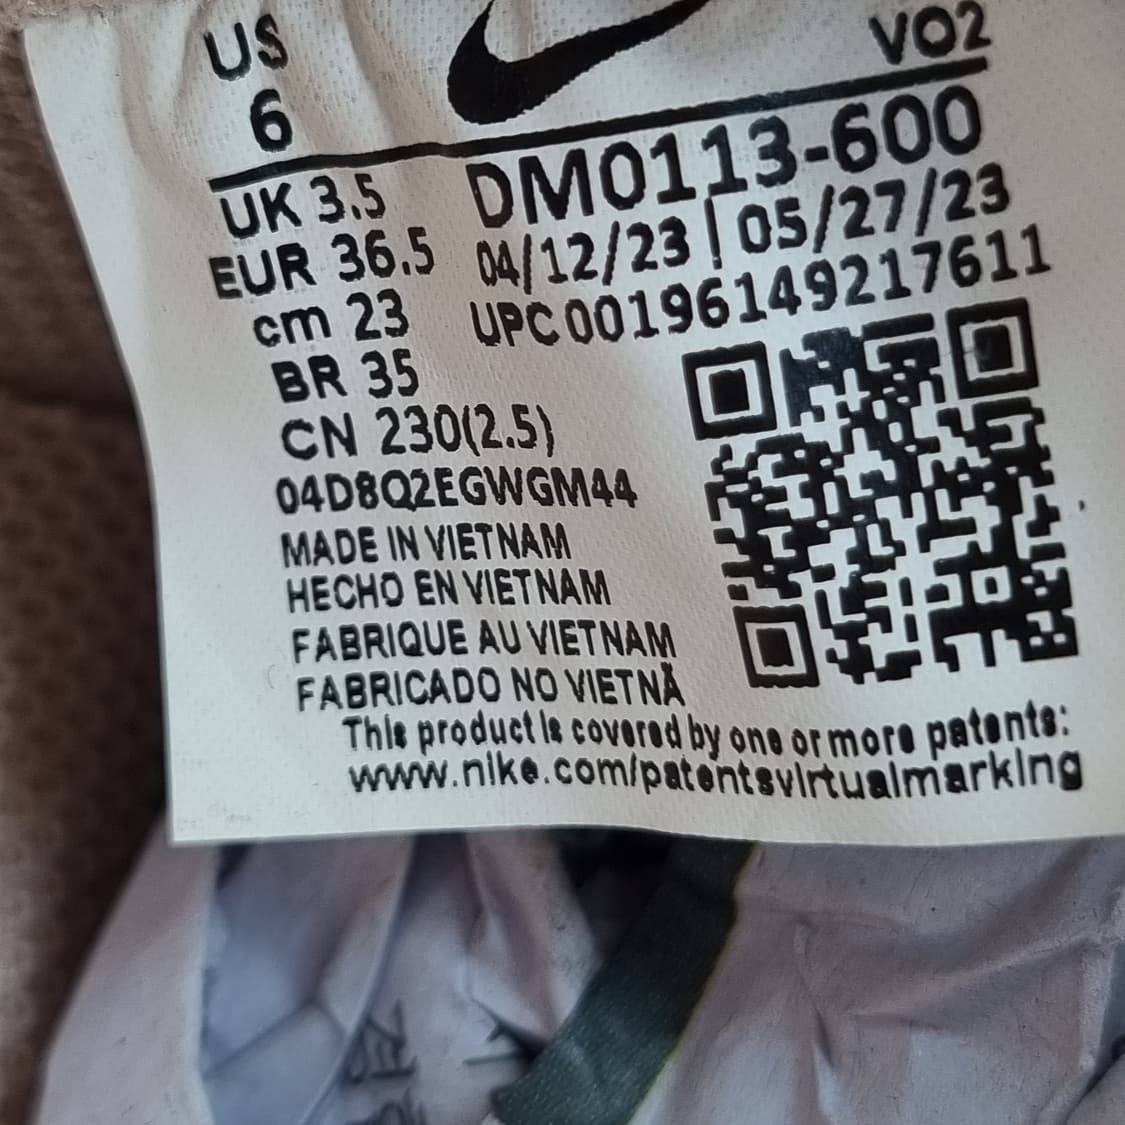 US
6
VO2
UK 3.5
EUR 36.5
cm 23
BR 35
CN 230(2.5)
DM0113-600
04/12/23 | 05/27/23
UPC 00196149217611
04D8Q2EGWGM44
MADE IN VIETNAM
HECHO EN VIETNAM
FABRIQUE AU VIETNAM
FABRICADO NO VIETNÃ
This product is covered by one or more patents:
www.nike.com/patentsvirtualmarking